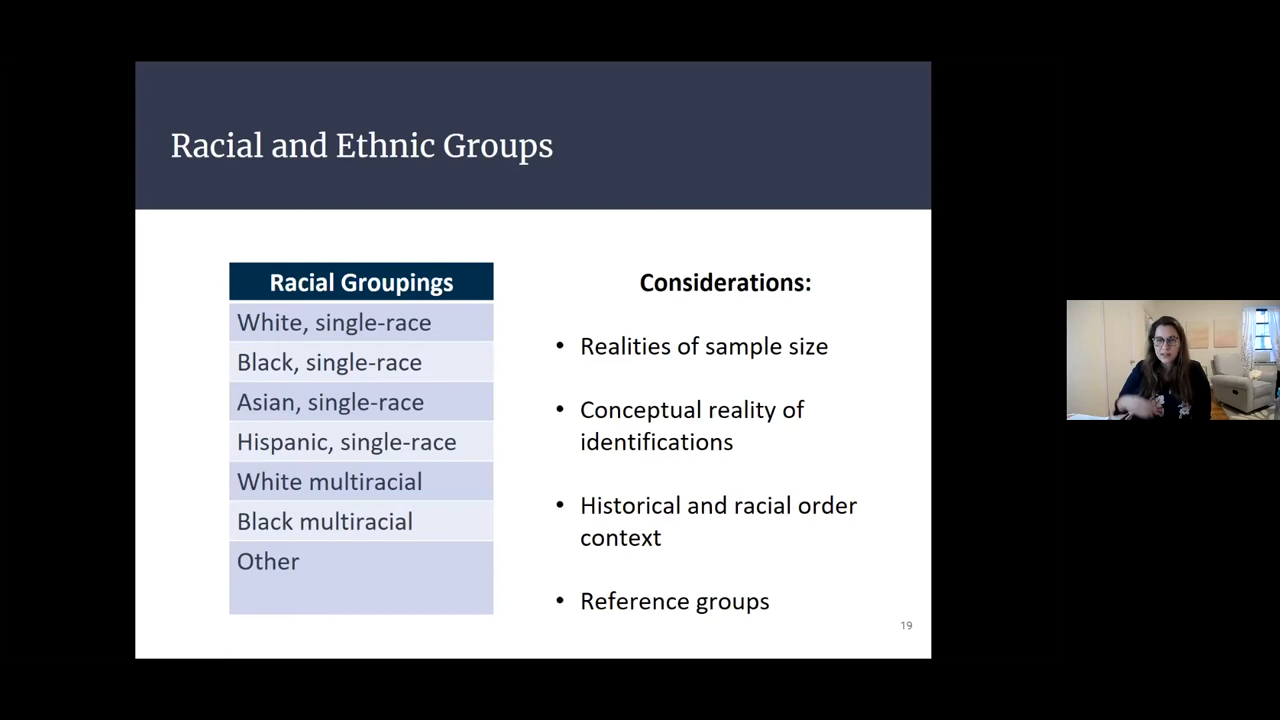 Racial and Ethnic Groups
Racial Groupings
White, single-race
Black, single-race
Asian, single-race
Hispanic, single-race
White multiracial
Black multiracial
Other
Considerations:
• Realities of sample size
• Conceptual reality of
identifications
• Historical and racial order
context
• Reference groups
19